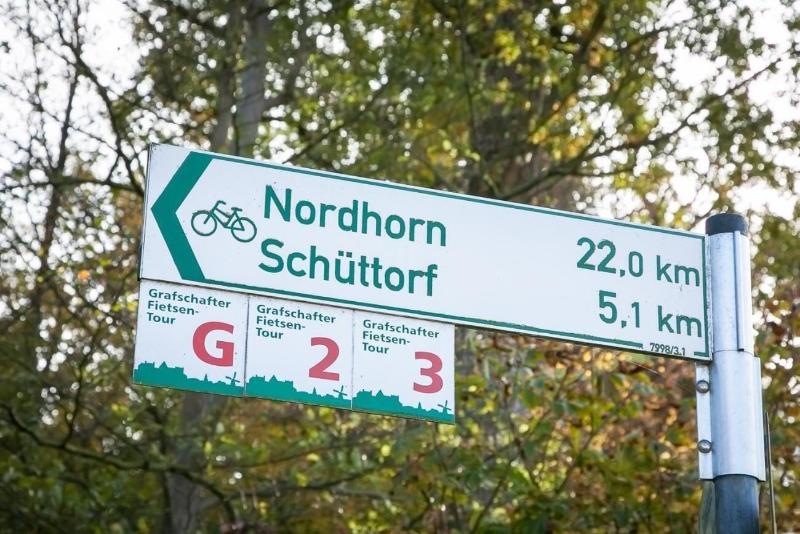 Nordhorn 22,0 km
Schüttorf 5,1 km
7998/3.1
Grafschafter
Fietsen-
Tour
G
Grafschafter
Fietsen-
Tour
2
Grafschafter
Fietsen-
Tour
3